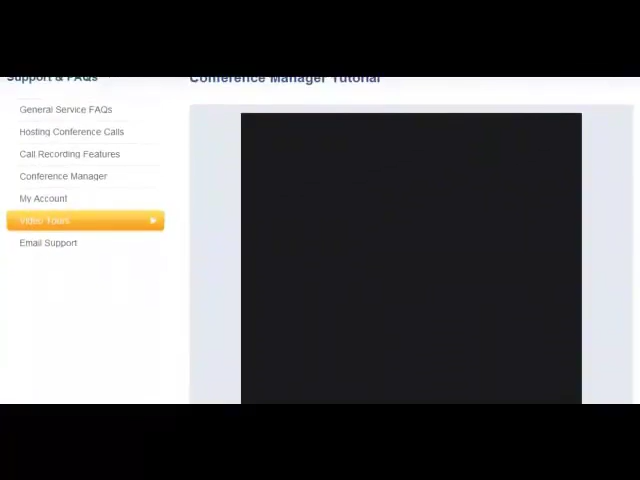 Support & FAQs
Conference Manager Tutorial
General Service FAQs
Hosting Conference Calls
Call Recording Features
Conference Manager
My Account
Video Tours
Email Support